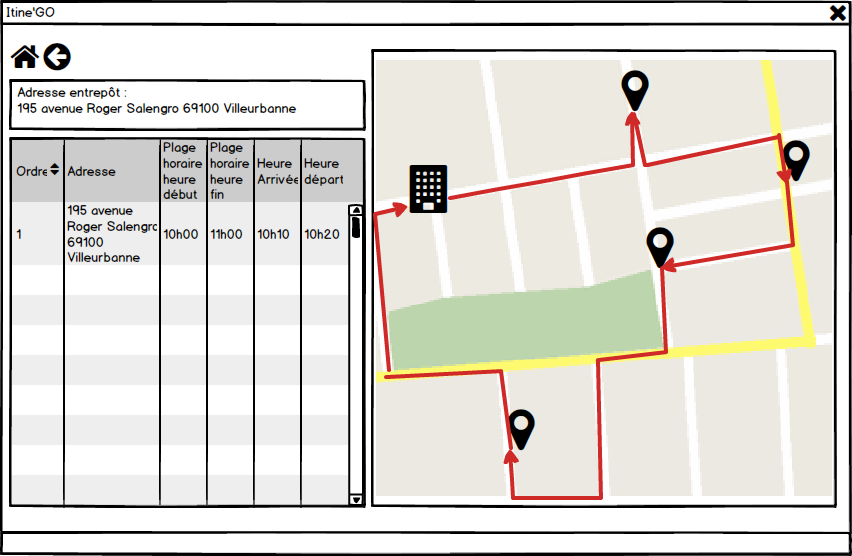 Itine'GO
Adresse entrepôt :
195 avenue Roger Salengro 69100 Villeurbanne
Ordre
Adresse
Plage
horaire
heure
début
Plage
horaire
heure
fin
Heure
Arrivée
Heure
départ
1
195 avenue
Roger Salengro
69100
Villeurbanne
10h00
11h00
10h10
10h20